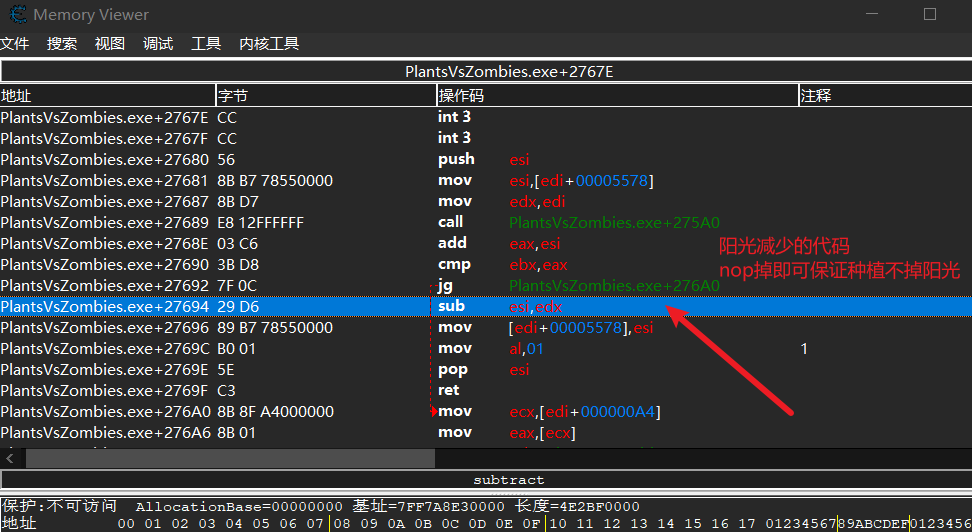 Memory Viewer
文件 搜索 视图 调试 工具 内核工具
PlantsVsZombies.exe+2767E
地址 字节 操作码 注释
PlantsVsZombies.exe+2767E CC int 3
PlantsVsZombies.exe+2767F CC int 3
PlantsVsZombies.exe+27680 56 push esi
PlantsVsZombies.exe+27681 8B B7 78550000 mov esi,[edi+00005578]
PlantsVsZombies.exe+27687 8B D7 mov edx,edi
PlantsVsZombies.exe+27689 E8 12FFFFFF call PlantsVsZombies.exe+275A0
PlantsVsZombies.exe+2768E 03 C6 add eax,esi
阳光减少的代码
PlantsVsZombies.exe+27690 3B D8 cmp ebx,eax
nop掉即可保证种植不掉阳光
PlantsVsZombies.exe+27692 7F 0C jg PlantsVsZombies.exe+276A0
PlantsVsZombies.exe+27694 29 D6 sub esi,edx
PlantsVsZombies.exe+27696 89 B7 78550000 mov [edi+00005578],esi
PlantsVsZombies.exe+2769C B0 01 mov al,01 1
PlantsVsZombies.exe+2769E 5E pop esi
PlantsVsZombies.exe+2769F C3 ret
PlantsVsZombies.exe+276A0 8B 8F A4000000 mov ecx,[edi+000000A4]
PlantsVsZombies.exe+276A6 8B 01 mov eax,[ecx]
subtract
保护:不可访问 AllocationBase=00000000 基址=7FF7A8E30000 长度=4E2BF0000
地址 00 01 02 03 04 05 06 07 08 09 0A 0B 0C 0D 0E 0F 10 11 12 13 14 15 16 17 0123456789ABCDEF0123456